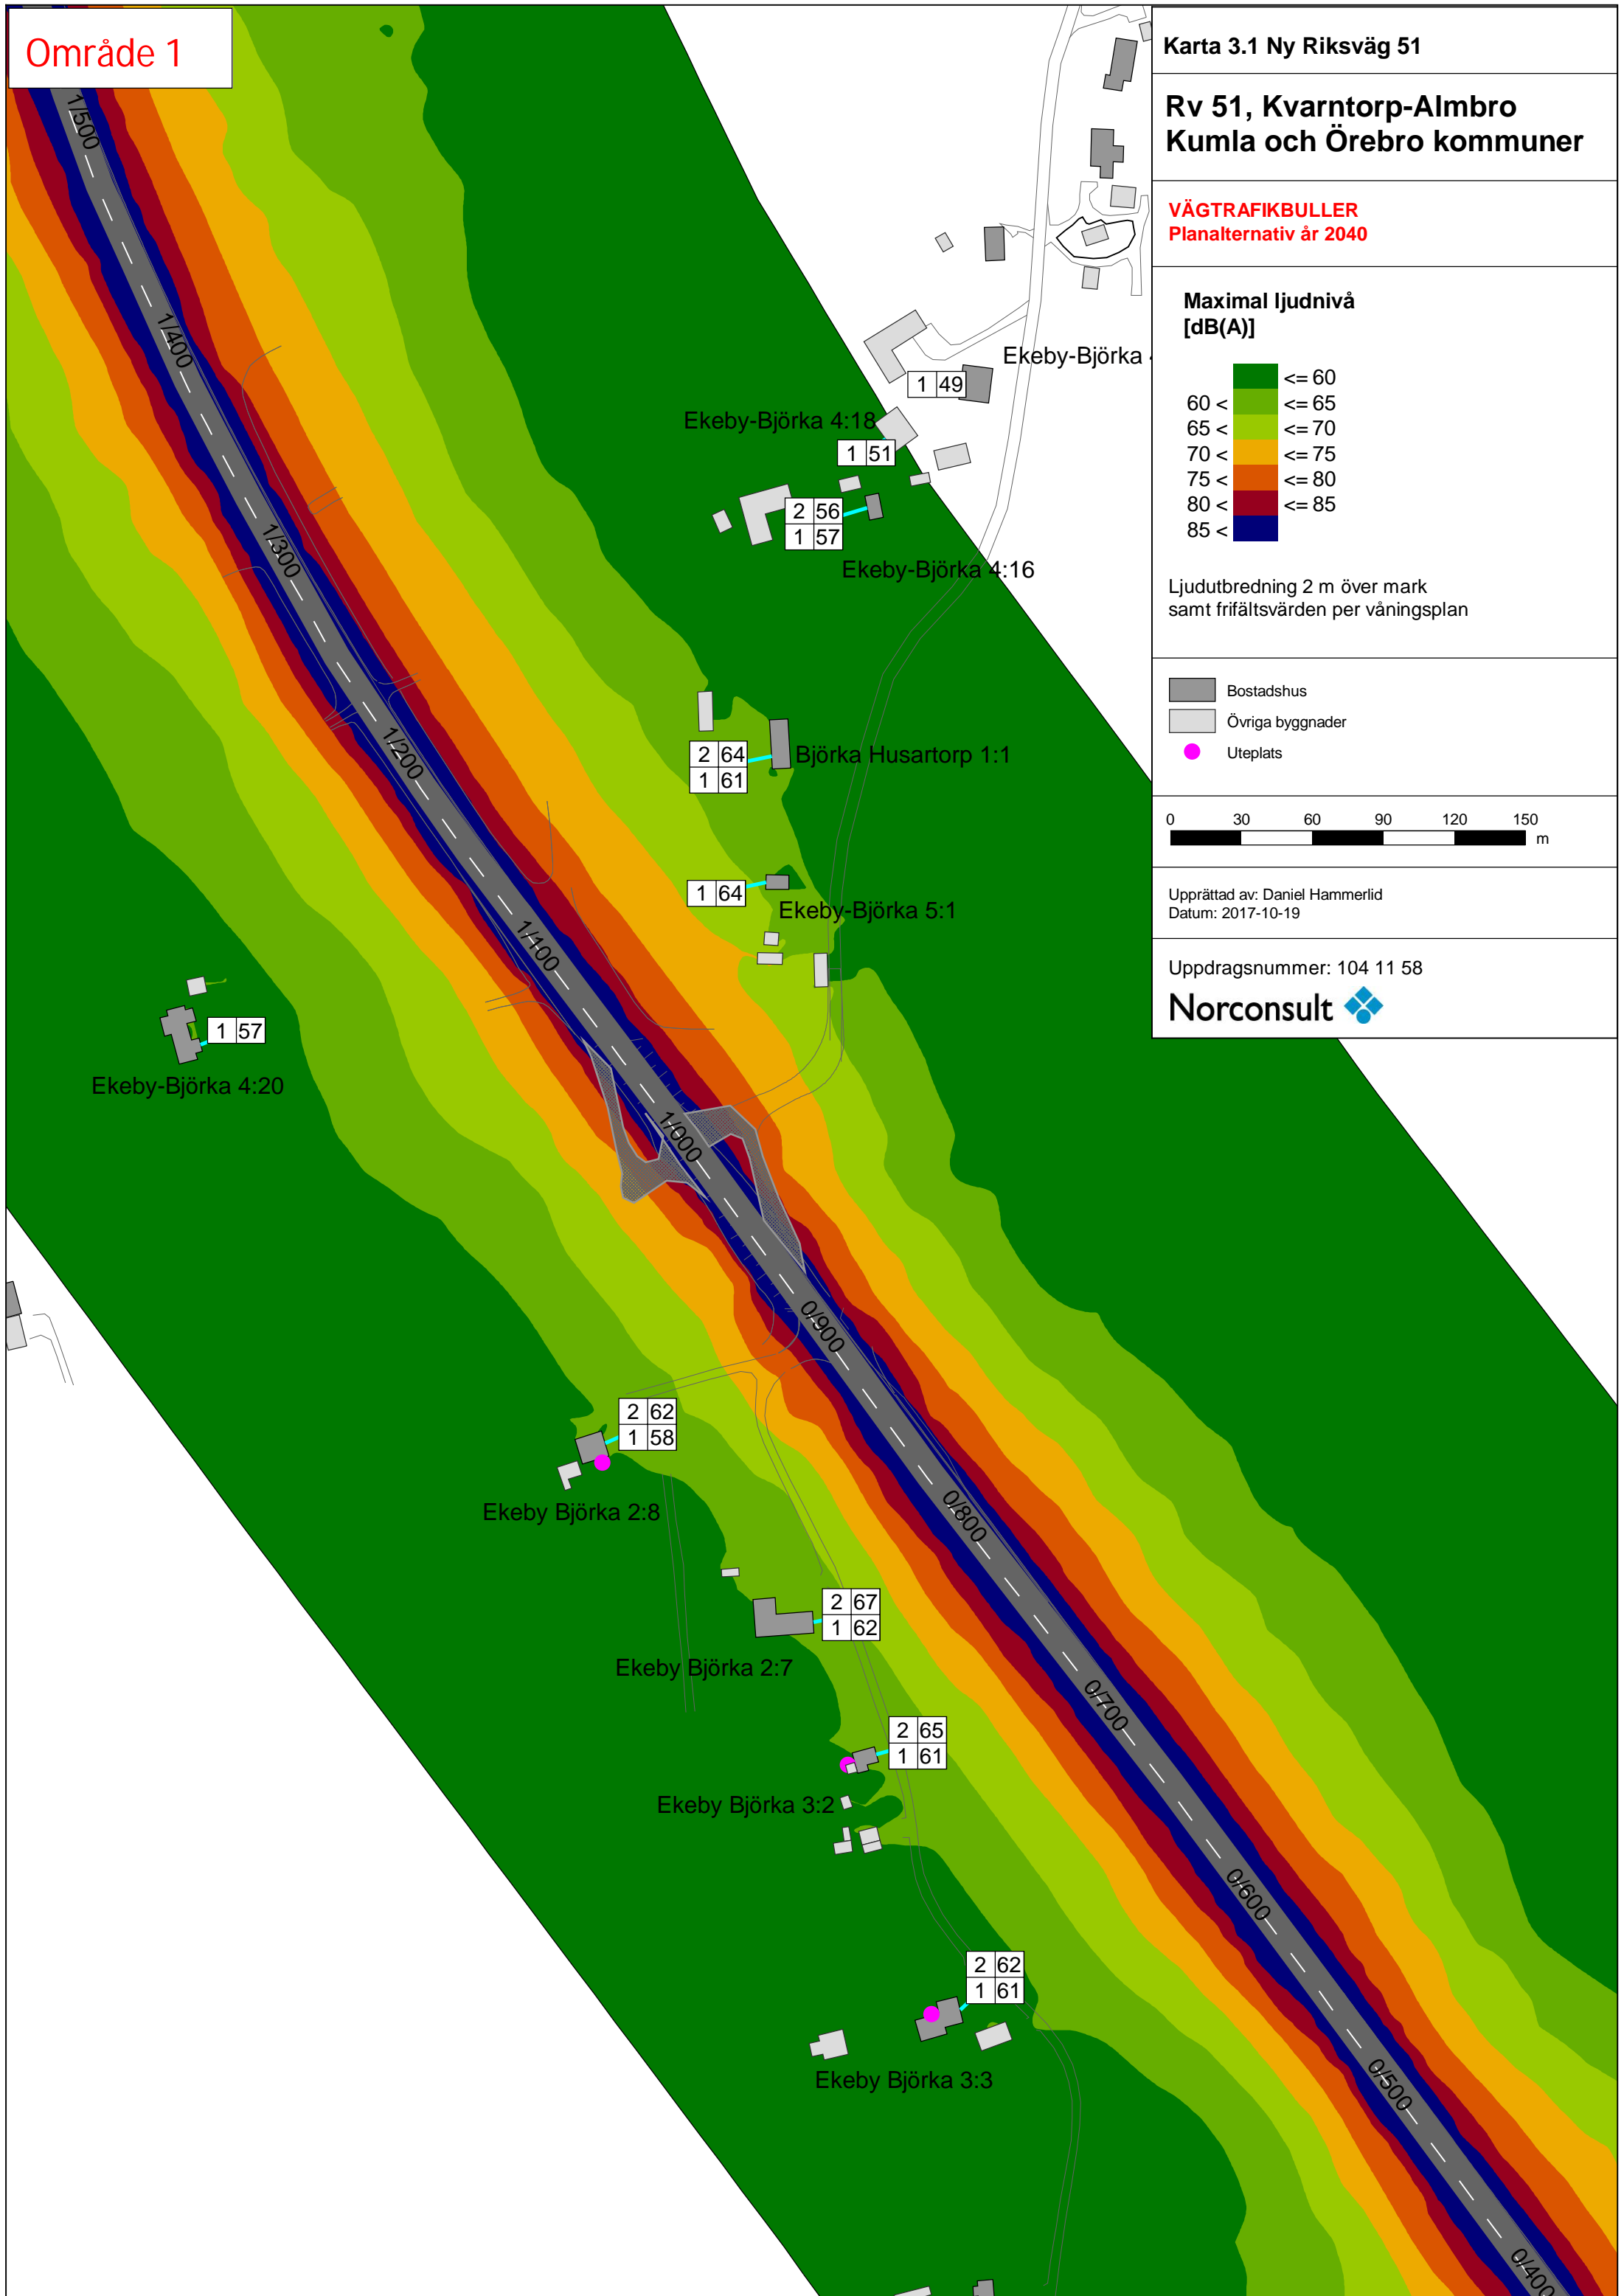 Område 1
Karta 3.1 Ny Riksväg 51
Rv 51, Kvarntorp-Almbro
Kumla och Örebro kommuner
VÄGTRAFIKBULLER
Planalternativ år 2040
Maximal ljudnivå
[dB(A)]
<= 60
60 < <= 65
65 < <= 70
70 < <= 75
75 < <= 80
80 < <= 85
85 <
Ljudutbredning 2 m över mark
samt frifältsvärden per våningsplan
Bostadshus
Övriga byggnader
Uteplats
0 30 60 90 120 150
m
Upprättad av: Daniel Hammerlid
Datum: 2017-10-19
Uppdragsnummer: 104 11 58
Norconsult
1/500
1/400
Ekeby-Björka
1 49
Ekeby-Björka 4:18
1 51
2 56
1 57
Ekeby-Björka 4:16
1/300
1/200
2 64
1 61
Björka Husartorp 1:1
1 64
Ekeby-Björka 5:1
1/100
1 57
Ekeby-Björka 4:20
1/000
0/900
2 62
1 58
Ekeby Björka 2:8
0/800
2 67
1 62
Ekeby Björka 2:7
0/700
2 65
1 61
Ekeby Björka 3:2
0/600
2 62
1 61
Ekeby Björka 3:3
0/500
0/400